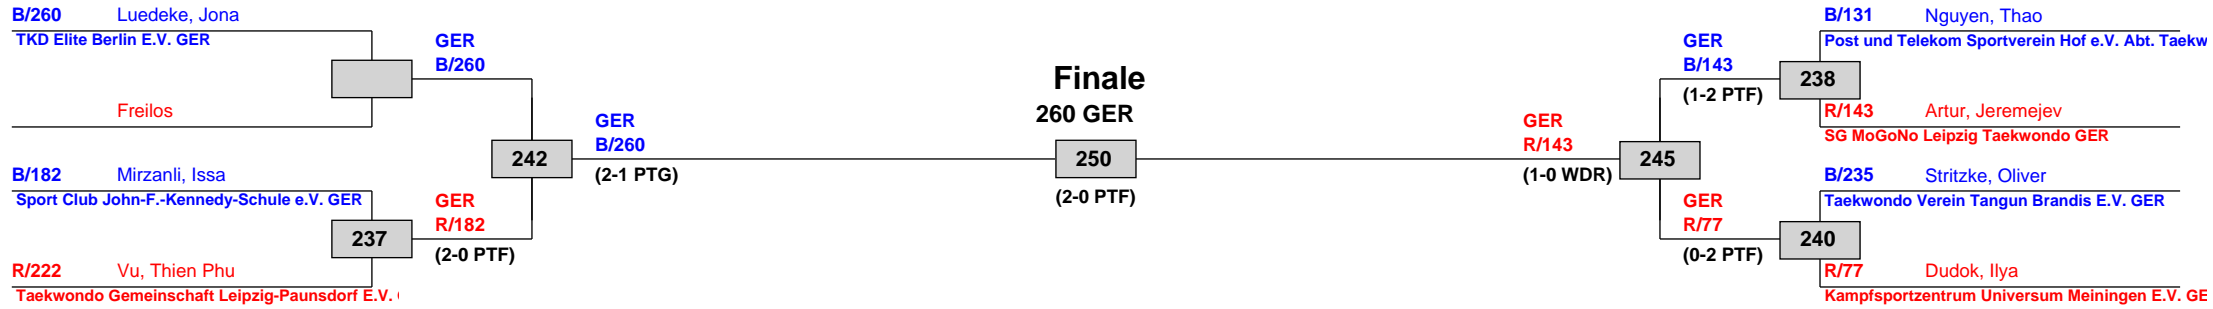 B/260 Luedeke, Jona
TKD Elite Berlin E.V. GER
Freilos
GER
B/260
B/182 Mirzanli, Issa
Sport Club John-F.-Kennedy-Schule e.V. GER
237
R/222 Vu, Thien Phu
Taekwondo Gemeinschaft Leipzig-Paunsdorf E.V. (
GER
R/182
(2-0 PTF)
242
GER
B/260
(2-1 PTG)
Finale
260 GER
250
(2-0 PTF)
GER
R/143
(1-0 WDR)
245
GER
B/143
(1-2 PTF)
238
B/131 Nguyen, Thao
Post und Telekom Sportverein Hof e.V. Abt. Taekw
R/143 Artur, Jeremejev
SG MoGoNo Leipzig Taekwondo GER
GER
R/77
(0-2 PTF)
240
B/235 Stritzke, Oliver
Taekwondo Verein Tangun Brandis E.V. GER
R/77 Dudok, Ilya
Kampfsportzentrum Universum Meiningen E.V. GE